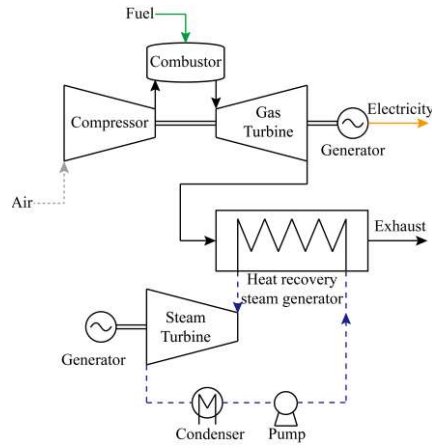 Fuel
Combustor
Compressor
Gas
Turbine
Electricity
Generator
Air
Exhaust
Heat recovery
steam generator
Steam
Turbine
Generator
Condenser
Pump